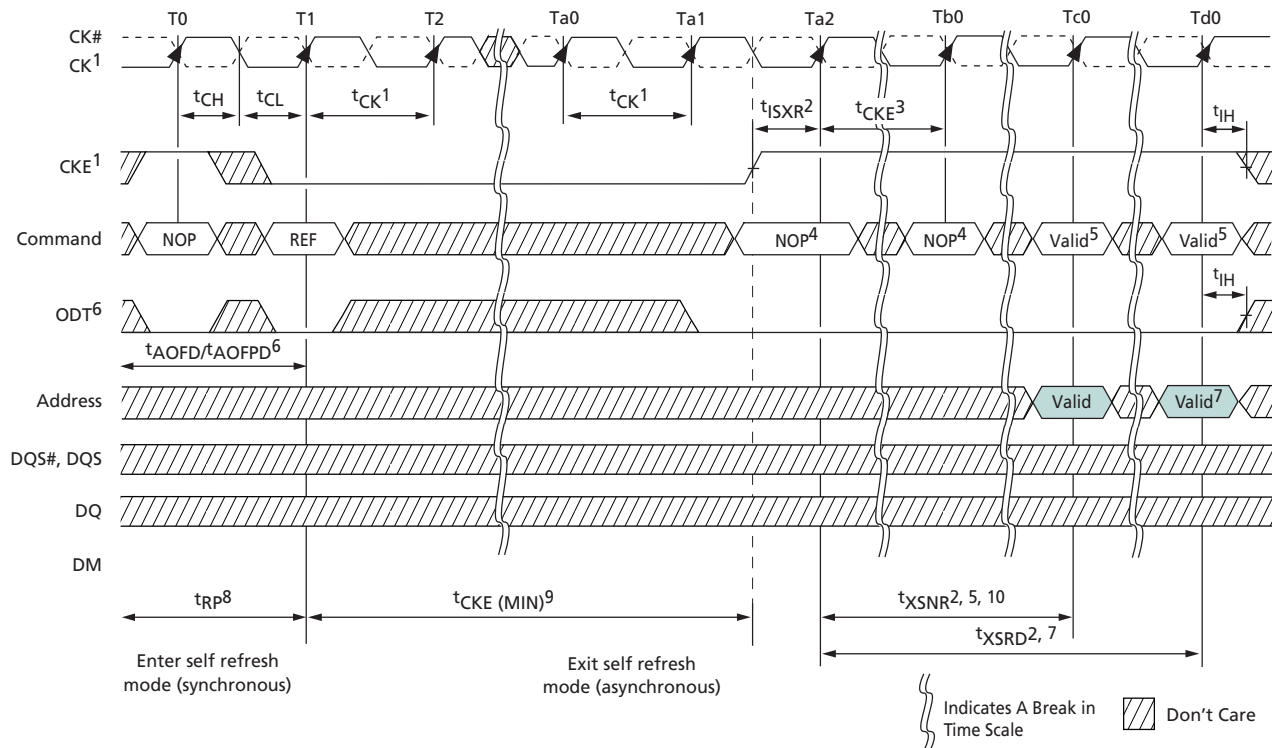 T0 T1 T2 Ta0 Ta1 Ta2 Tb0 Tc0 Td0
CK#
CK1
tCH tCL tCK1 tCK1 tISXR2 tCKE3 tIH
CKE1
Command NOP REF NOP4 NOP4 Valid5 Valid5
tIH
ODT6
tAOFD/tAOFPD6
Address Valid Valid7
DQS#, DQS
DQ
DM
tRP8 tCKE (MIN)9 tXSNR2, 5, 10
tXSRD2, 7
Enter self refresh
mode (synchronous)
Exit self refresh
mode (asynchronous)
Indicates A Break in
Time Scale
Don't Care